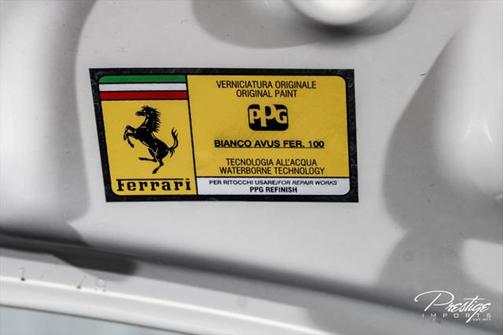 VERNICIATURA ORIGINALE
ORIGINAL PAINT
PPG
BIANCO AVUS FER. 100
TECNOLOGIA ALL'ACQUA
WATERBORNE TECHNOLOGY
Ferrari
PER RITOCCHI USARE/FOR REPAIR WORKS
PPG REFINISH
Prestige
IMPORTS